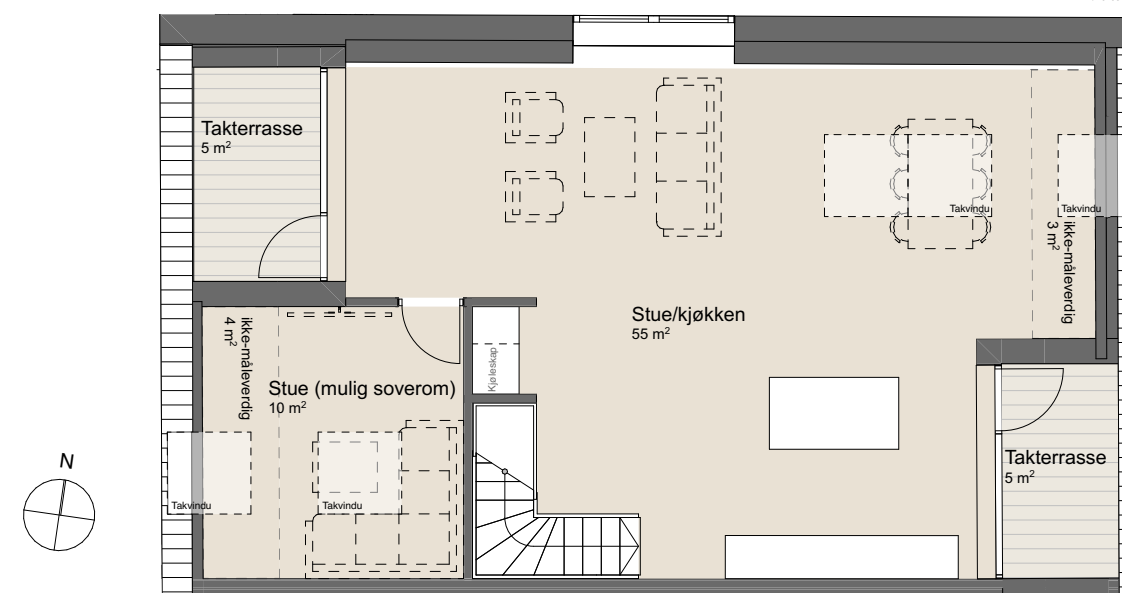 Takterrasse
5 m²
Takvindu
Takvindu
ikke-måleverdig
3 m²
Stue/kjøkken
55 m²
ikke-måleverdig
4 m²
Kjøleskap
Stue (mulig soverom)
10 m²
Takterrasse
5 m²
N
Takvindu
Takvindu